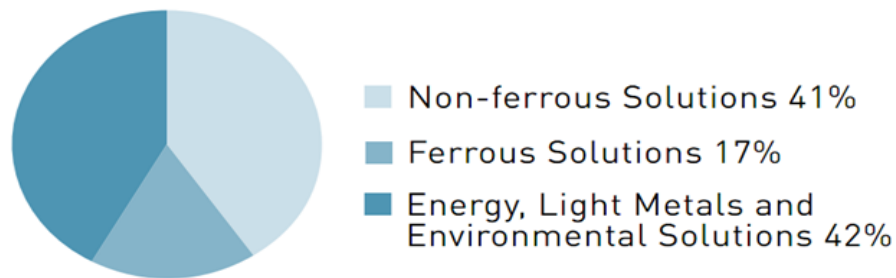 Non-ferrous Solutions 41%
Ferrous Solutions 17%
Energy, Light Metals and
Environmental Solutions 42%